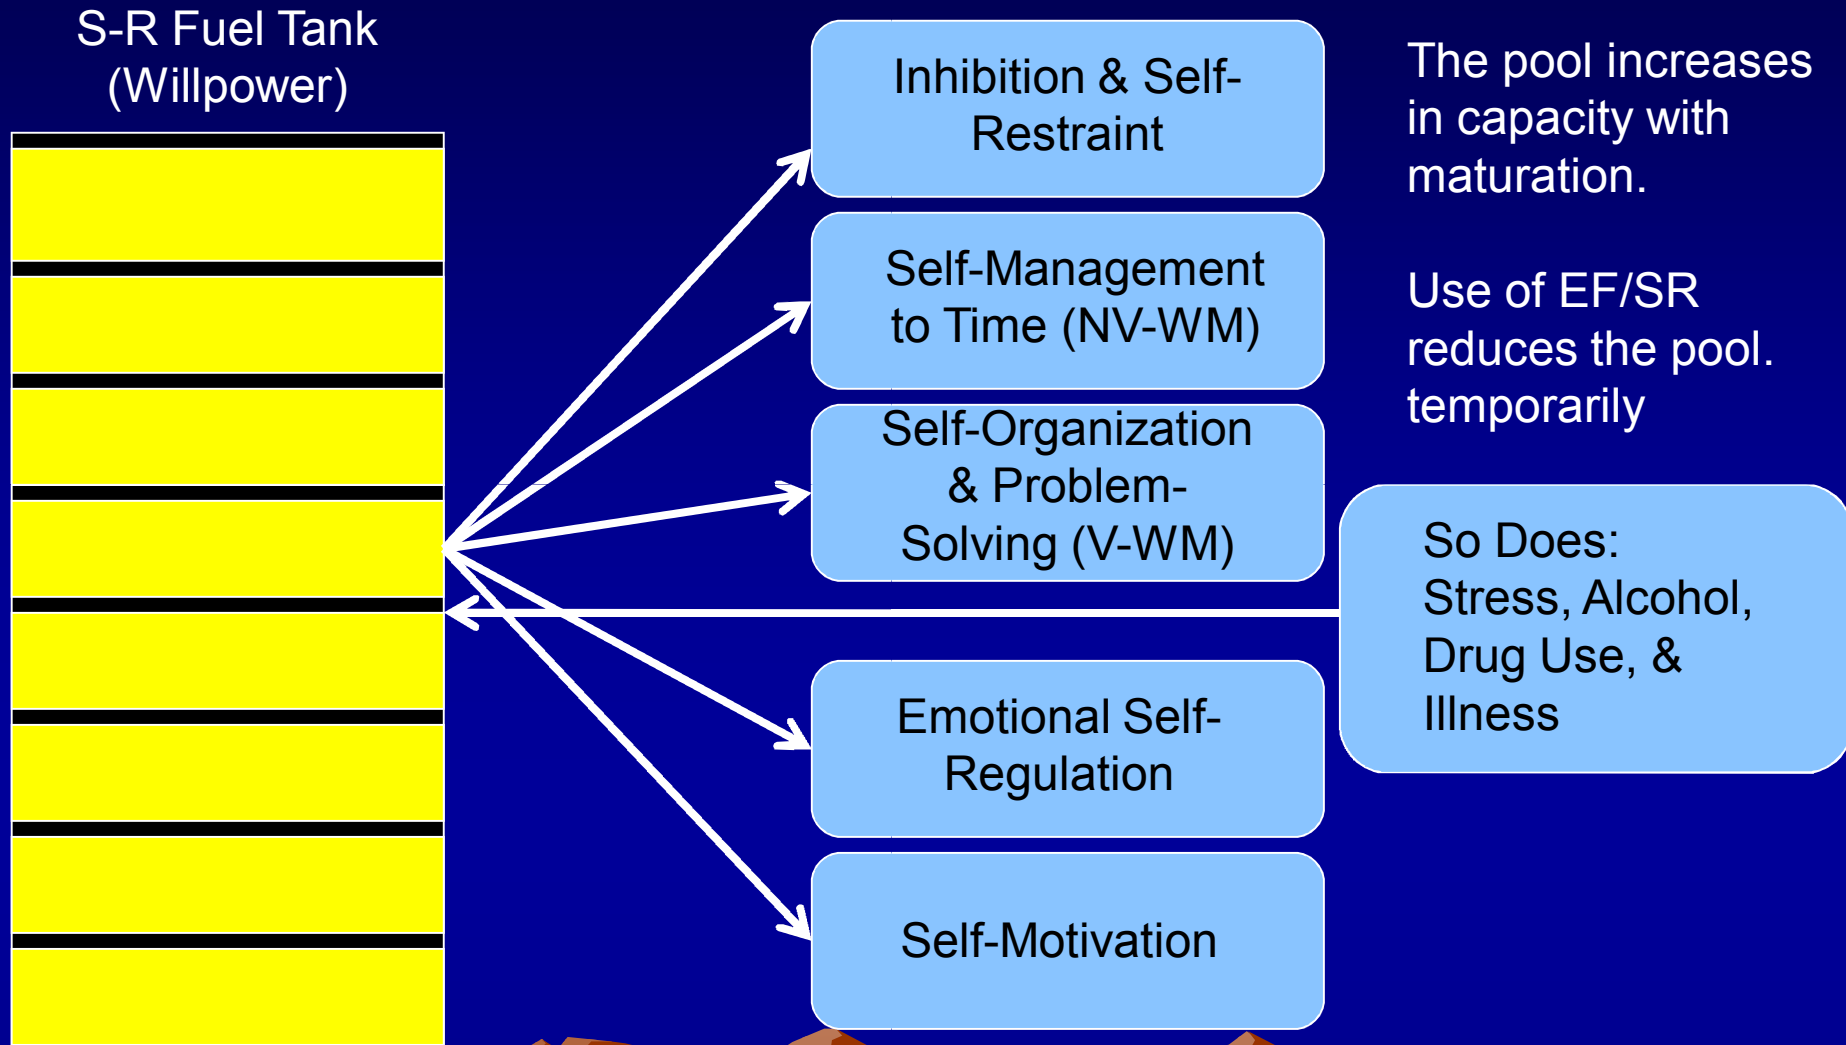 S-R Fuel Tank
(Willpower)
Inhibition & Self-
Restraint
Self-Management
to Time (NV-WM)
Self-Organization
& Problem-
Solving (V-WM)
Emotional Self-
Regulation
Self-Motivation
The pool increases
in capacity with
maturation.
Use of EF/SR
reduces the pool.
temporarily
So Does:
Stress, Alcohol,
Drug Use, &
Illness